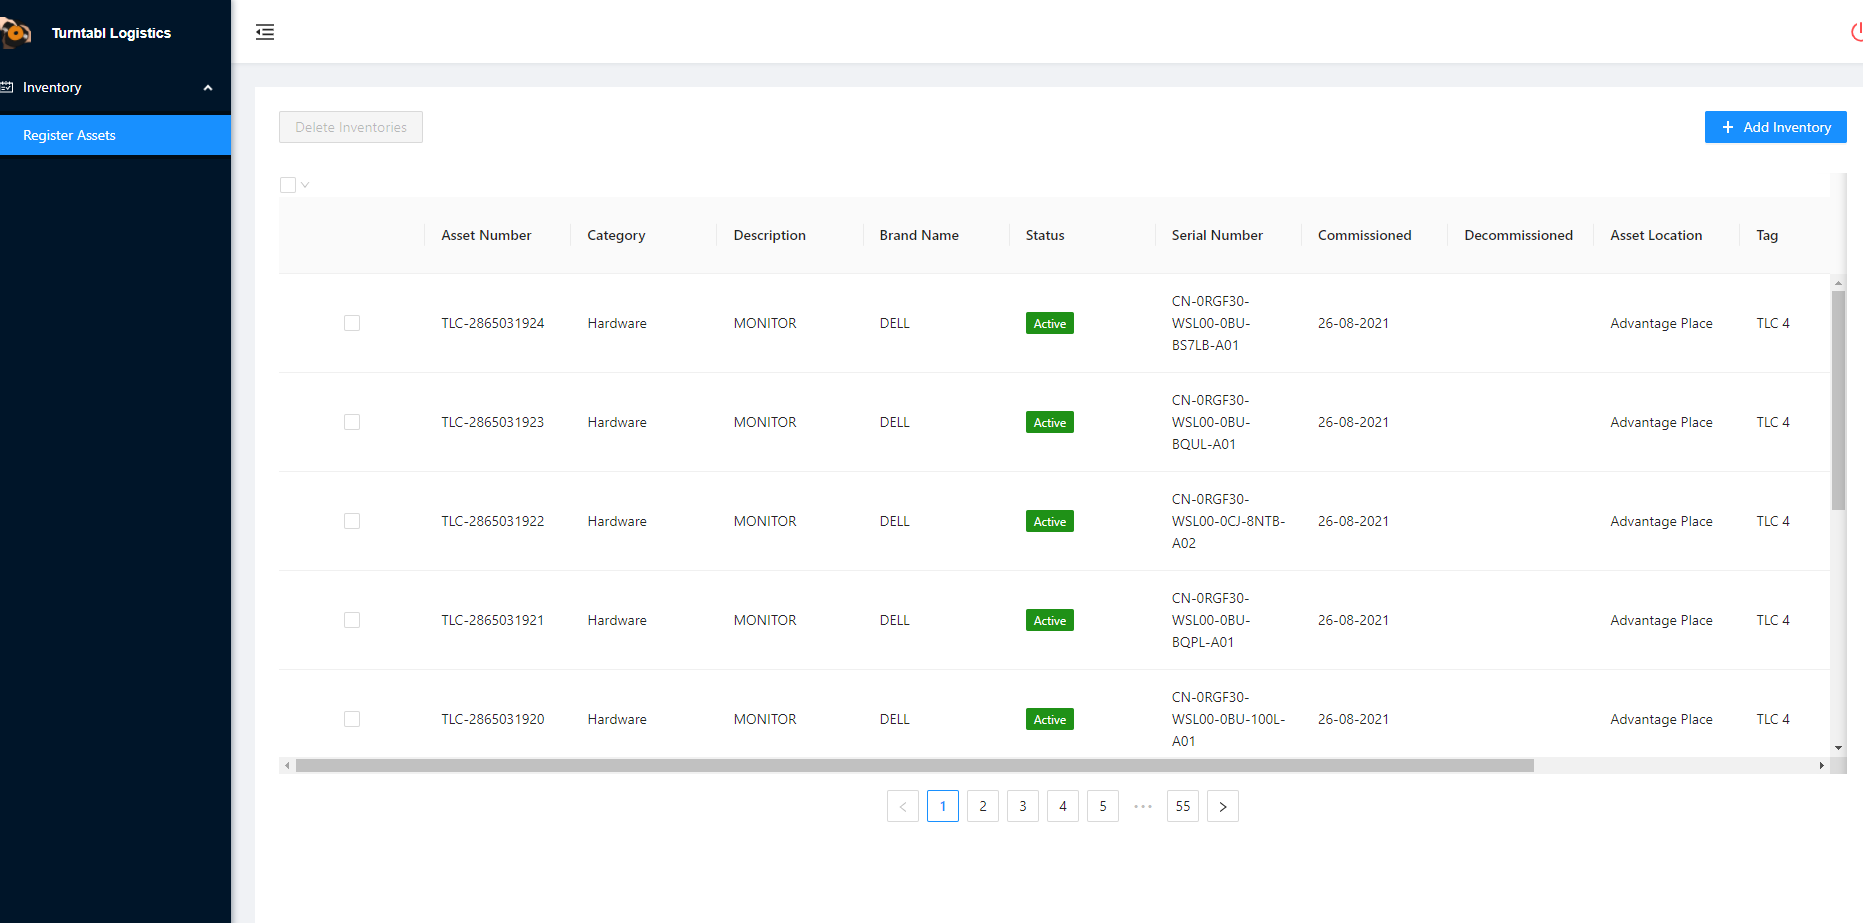 Turntabl Logistics
Inventory
Register Assets
Delete Inventories
+ Add Inventory
Asset Number Category Description Brand Name Status Serial Number Commissioned Decommissioned Asset Location Tag
TLC-2865031924 Hardware MONITOR DELL Active CN-0RGF30-
WSL00-0BU-
BS7LB-A01 26-08-2021 Advantage Place TLC 4
TLC-2865031923 Hardware MONITOR DELL Active CN-0RGF30-
WSL00-0BU-
BQUL-A01 26-08-2021 Advantage Place TLC 4
TLC-2865031922 Hardware MONITOR DELL Active CN-0RGF30-
WSL00-0CJ-8NTB-
A02 26-08-2021 Advantage Place TLC 4
TLC-2865031921 Hardware MONITOR DELL Active CN-0RGF30-
WSL00-0BU-
BQPL-A01 26-08-2021 Advantage Place TLC 4
TLC-2865031920 Hardware MONITOR DELL Active CN-0RGF30-
WSL00-0BU-100L-
A01 26-08-2021 Advantage Place TLC 4
< 1 2 3 4 5 ••• 55 >